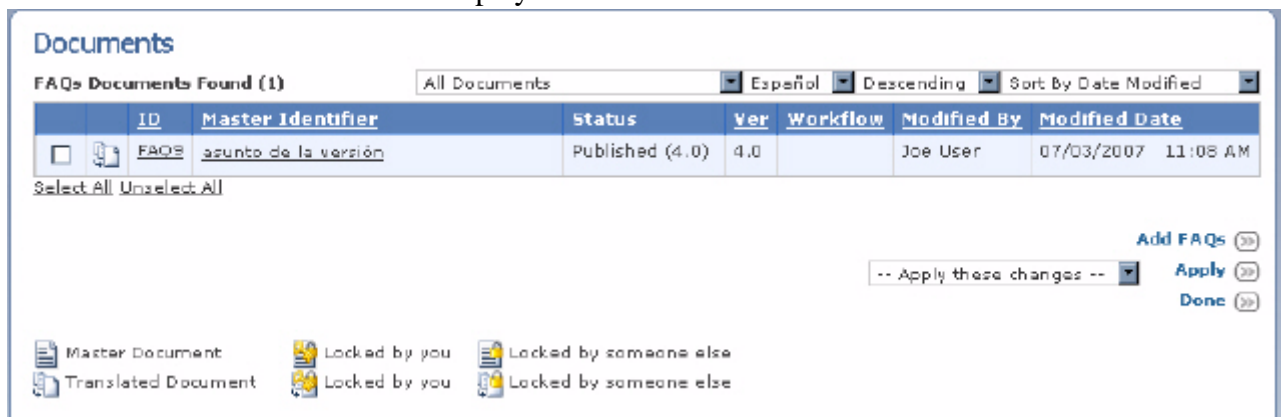 Documents
FAQs Documents Found (1) All Documents Español Descending Sort By Date Modified
ID Master Identifier Status Ver Workflow Modified By Modified Date
FAQ9 asunto de la versión Published (4.0) 4.0 Joe User 07/03/2007 11:08 AM
Select All Unselect All
Add FAQs
-- Apply these changes -- Apply
Done
Master Document Locked by you Locked by someone else
Translated Document Locked by you Locked by someone else